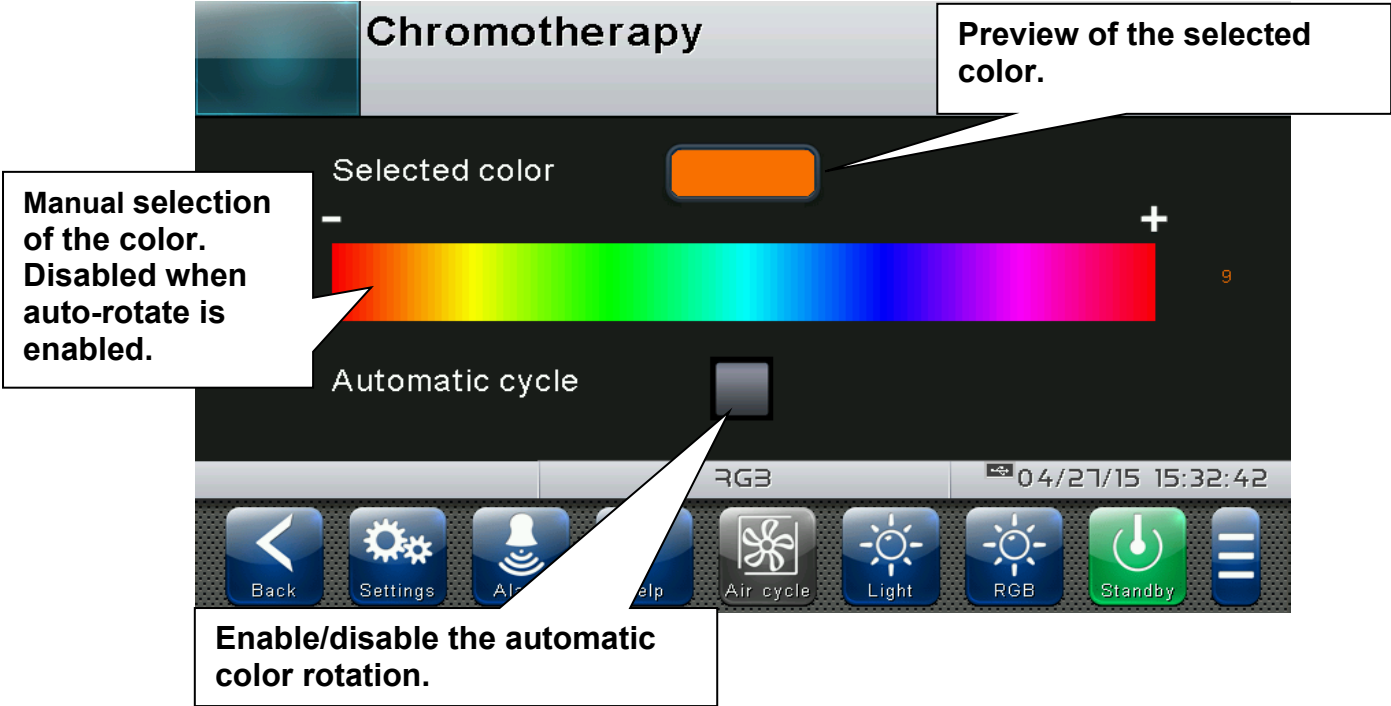 Chromotherapy
Preview of the selected
color.
Selected color
Manual selection
of the color.
Disabled when
auto-rotate is
enabled.
-
+
9
Automatic cycle
RGB
04/27/15 15:32:42
Back
Settings
Air cycle
Light
RGB
Standby
Enable/disable the automatic
color rotation.